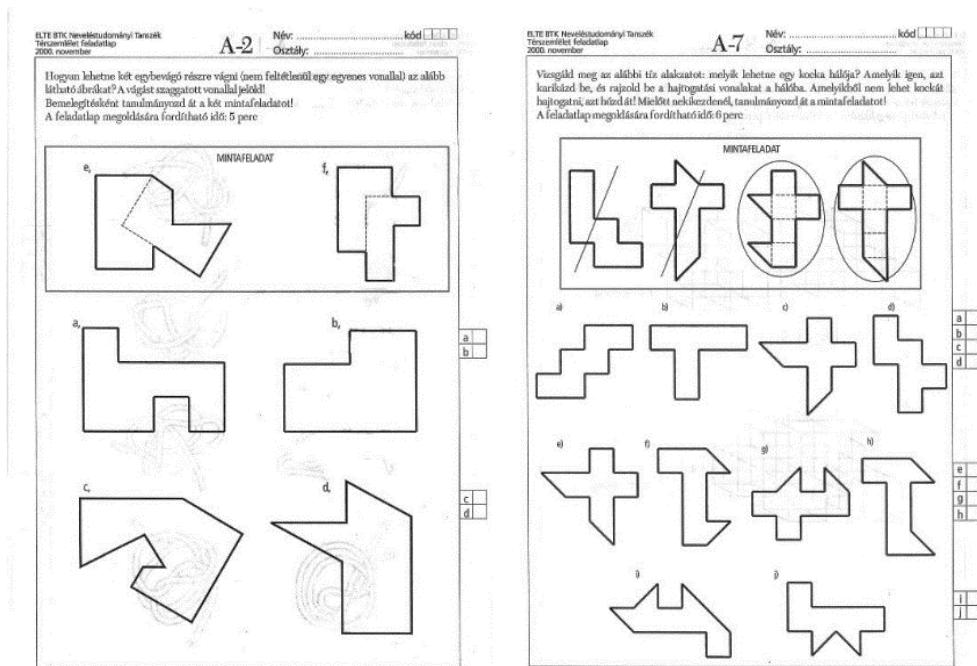 ELTE BTK Neveléstudományi Tanszék
Térszemlélet feladatlap
2000. november
A-2
Név: ........................... kód
Osztály: ...........................
Hogyan lehetne két egybevágó részre vágni (nem feltétlenül egy egyenes vonallal) az alább
látható ábrákat? A vágást szaggatott vonallal jelöld!
Bemelegítésként tanulmányozd át a két mintafeladatot!
A feladatlap megoldására fordítható idő: 5 perc
MINTAFELADAT
e,
f,
a,
b,
a
b
c,
d,
c
d
ELTE BTK Neveléstudományi Tanszék
Térszemlélet feladatlap
2000. november
A-7
Név: ........................... kód
Osztály: ...........................
Vizsgáld meg az alábbi tíz alakzatot: melyik lehetne egy kocka hálója? Amelyik igen, azt
karikázd be, és rajzold be a hajtogatási vonalakat a hálóba. Amelyikből nem lehet kockát
hajtogatni, azt húzd át! Mielőtt nekikezdenél, tanulmányozd át a mintafeladatot!
A feladatlap megoldására fordítható idő: 6 perc
MINTAFELADAT
a)
b)
c)
d)
a
b
c
d
e)
f)
g)
h)
e
f
g
h
i)
j)
i
j